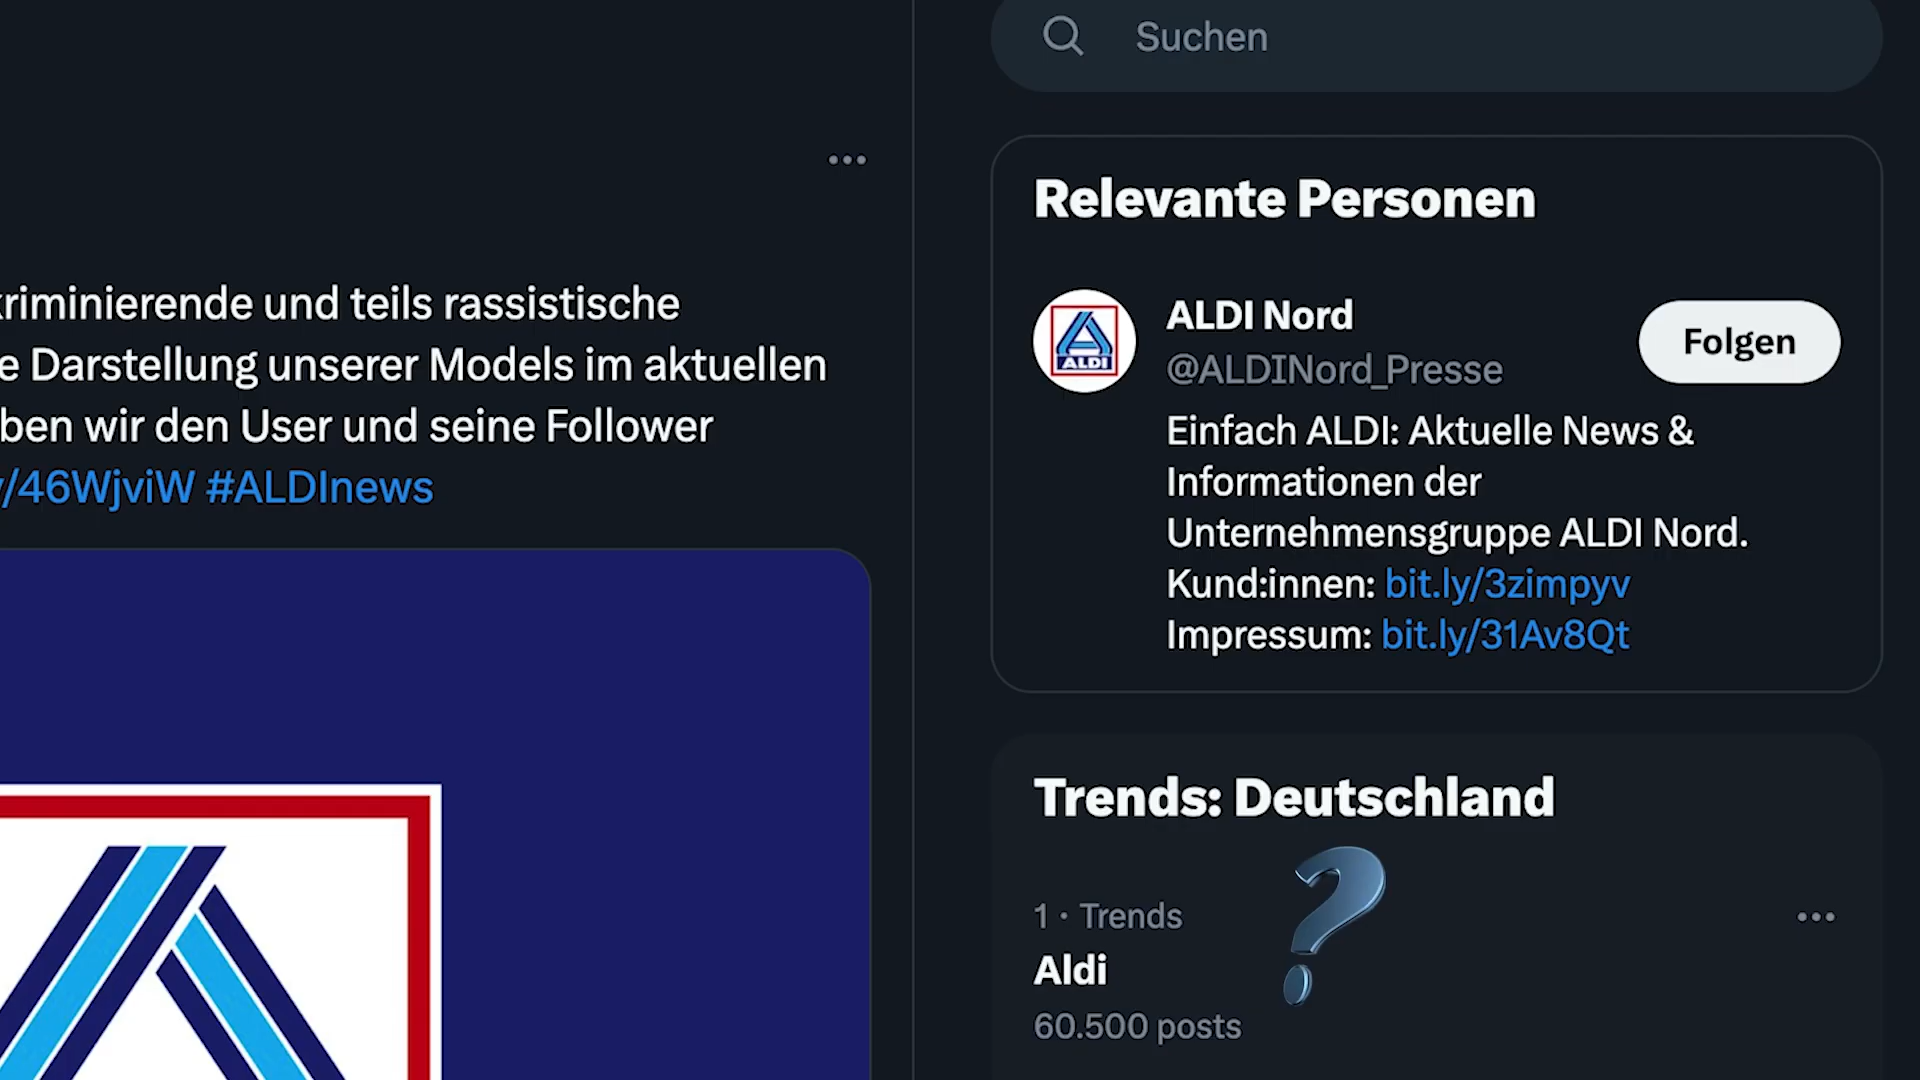 Suchen
Relevante Personen
kriminierende und teils rassistische
e Darstellung unserer Models im aktuellen
ben wir den User und seine Follower
y/46WjviW #ALDInews
ALDI
ALDI Nord
@ALDINord_Presse
Folgen
Einfach ALDI: Aktuelle News &
Informationen der
Unternehmensgruppe ALDI Nord.
Kund:innen: bit.ly/3zimpyv
Impressum: bit.ly/31Av8Qt
Trends: Deutschland
1 · Trends
Aldi
60.500 posts
?